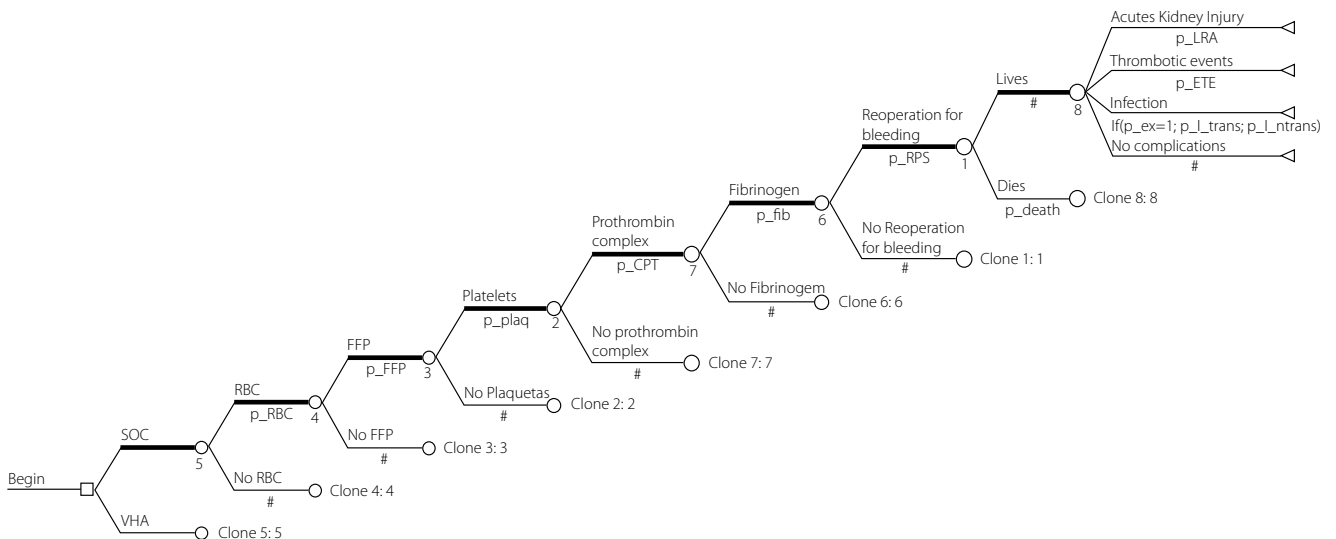 Acutes Kidney Injury
p_LRA
Thrombotic events
p_ETE
Infection
If(p_ex=1; p_I_trans; p_I_ntrans)
No complications
#
Lives
#
8
Dies
p_death
Clone 8: 8
Reoperation for
bleeding
p_RPS
1
No Reoperation
for bleeding
#
Clone 1: 1
Fibrinogen
p_fib
6
No Fibrinogem
#
Clone 6: 6
Prothrombin
complex
p_CPT
7
No prothrombin
complex
#
Clone 7: 7
Platelets
p_plaq
2
No Plaquetas
#
Clone 2: 2
FFP
p_FFP
3
No FFP
#
Clone 3: 3
RBC
p_RBC
4
No RBC
#
Clone 4: 4
SOC
5
Begin
VHA
Clone 5: 5